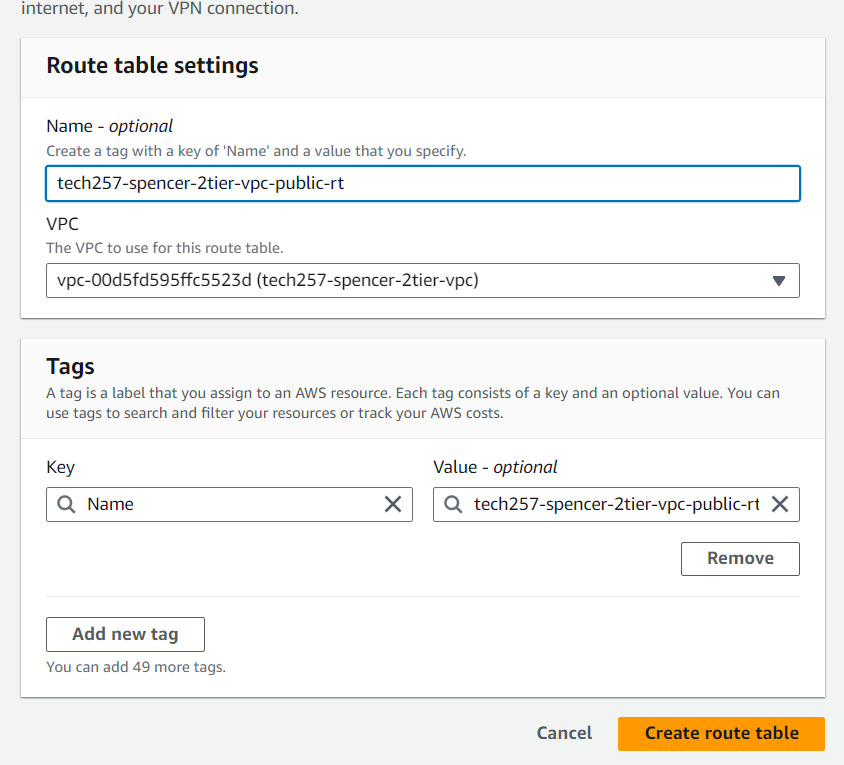 internet, and your VPN connection.
Route table settings
Name - optional
Create a tag with a key of 'Name' and a value that you specify.
tech257-spencer-2tier-vpc-public-rt
VPC
The VPC to use for this route table.
vpc-00d5fd595ffc5523d (tech257-spencer-2tier-vpc)
Tags
A tag is a label that you assign to an AWS resource. Each tag consists of a key and an optional value. You can
use tags to search and filter your resources or track your AWS costs.
Key
Value - optional
Name
tech257-spencer-2tier-vpc-public-rt
Remove
Add new tag
You can add 49 more tags.
Cancel
Create route table